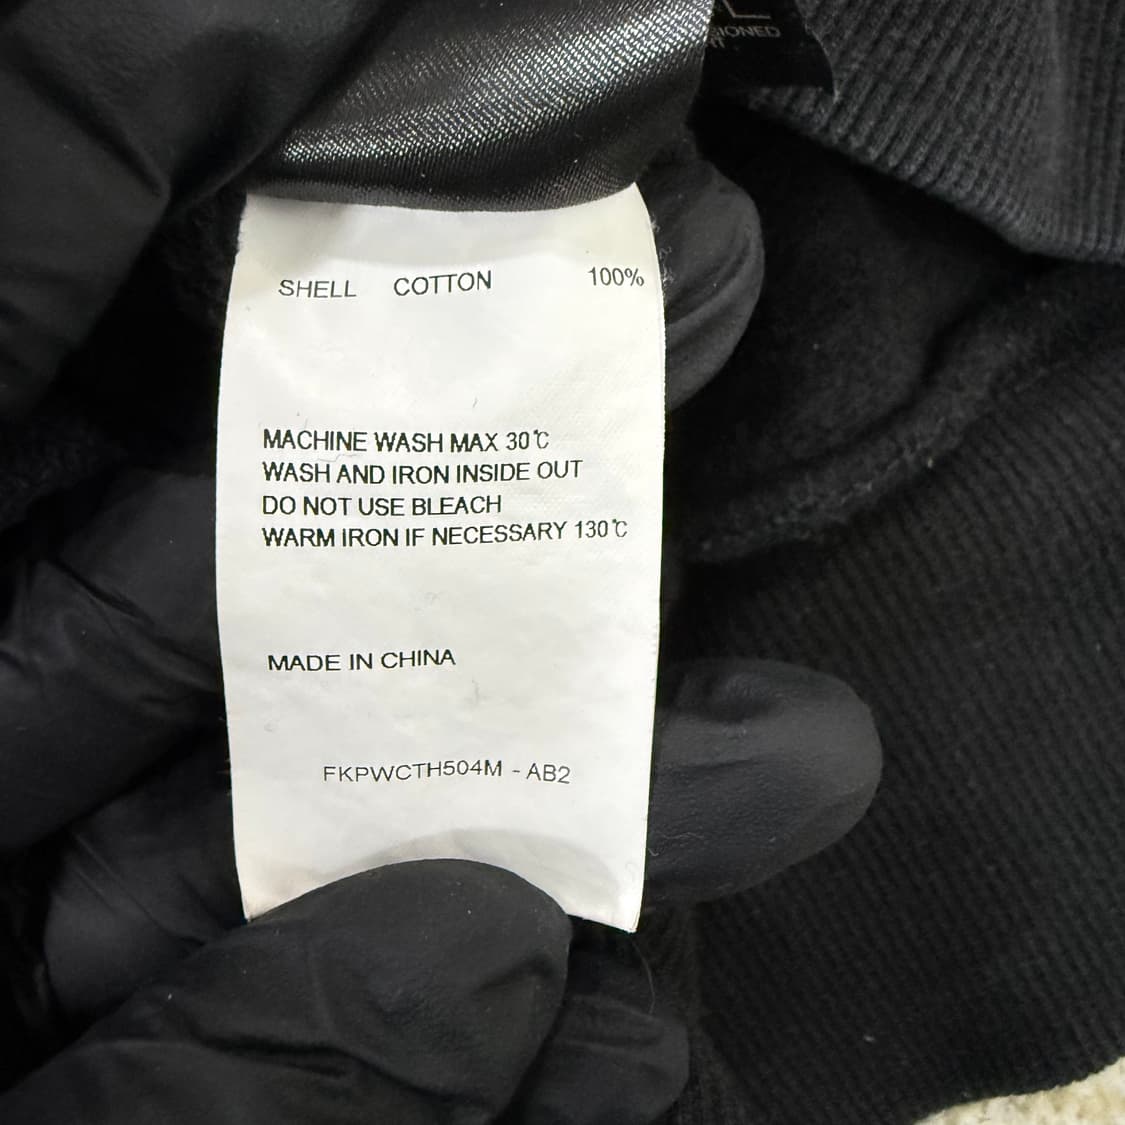 SIONED
SHELL COTTON 100%
MACHINE WASH MAX 30℃
WASH AND IRON INSIDE OUT
DO NOT USE BLEACH
WARM IRON IF NECESSARY 130℃
MADE IN CHINA
FKPWCTH504M - AB2